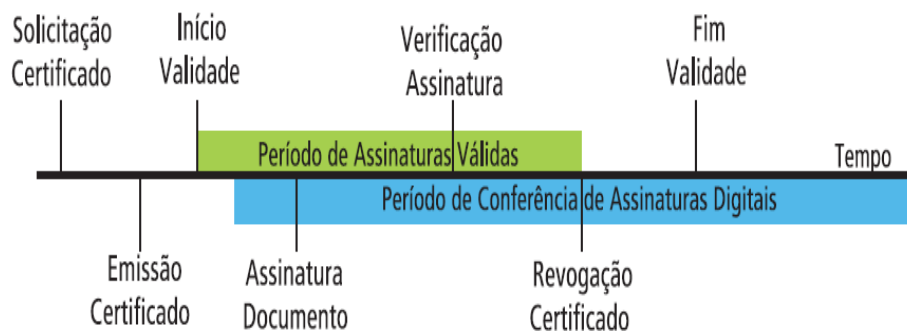 Solicitação
Certificado
Início
Validade
Verificação
Assinatura
Fim
Validade
Período de Assinaturas Válidas
Tempo
Período de Conferência de Assinaturas Digitais
Emissão
Certificado
Assinatura
Documento
Revogação
Certificado